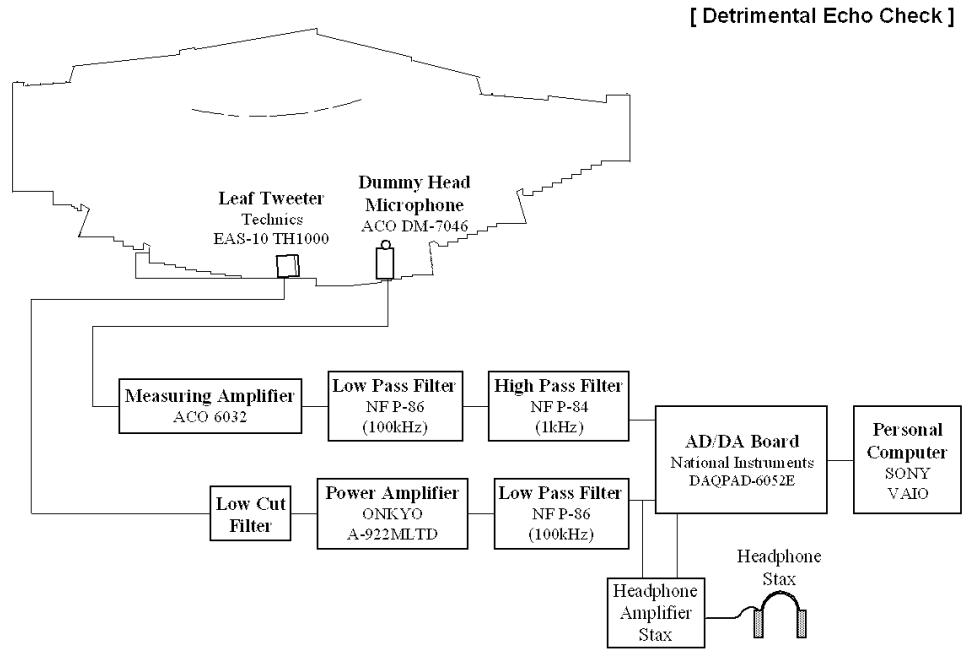 [ Detrimental Echo Check ]
Leaf Tweeter
Technics
EAS-10 TH1000
Dummy Head
Microphone
ACO DM-7046
Measuring Amplifier
ACO 6032
Low Pass Filter
NF P-86
(100kHz)
High Pass Filter
NF P-84
(1kHz)
AD/DA Board
National Instruments
DAQPAD-6052E
Personal
Computer
SONY
VAIO
Low Cut
Filter
Power Amplifier
ONKYO
A-922MLTD
Low Pass Filter
NF P-86
(100kHz)
Headphone
Amplifier
Stax
Headphone
Stax